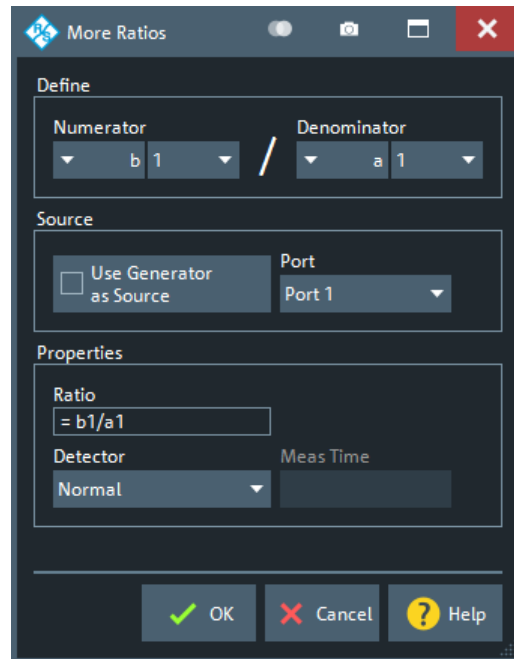 R&S More Ratios
Define
Numerator Denominator
b 1 / a 1
Source
Use Generator
as Source
Port
Port 1
Properties
Ratio
= b1/a1
Detector Meas Time
Normal
OK Cancel ? Help